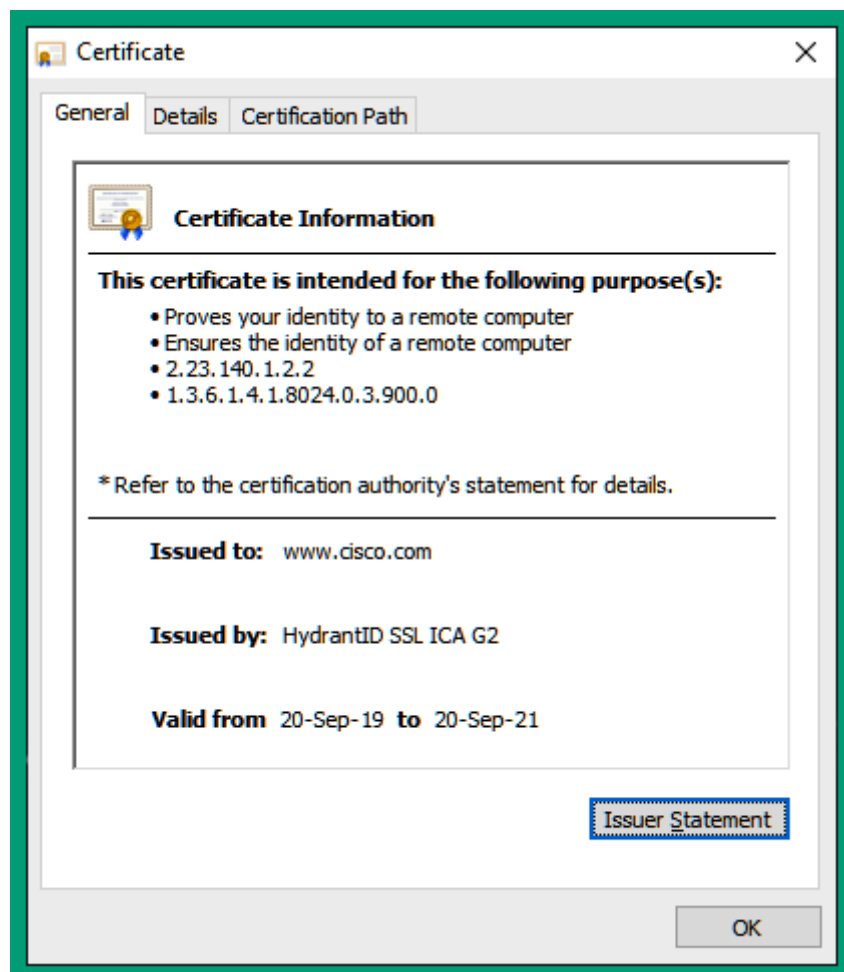 Certificate
General Details Certification Path
Certificate Information
This certificate is intended for the following purpose(s):
• Proves your identity to a remote computer
• Ensures the identity of a remote computer
• 2.23.140.1.2.2
• 1.3.6.1.4.1.8024.0.3.900.0
* Refer to the certification authority's statement for details.
Issued to: www.cisco.com
Issued by: HydrantID SSL ICA G2
Valid from 20-Sep-19 to 20-Sep-21
Issuer Statement
OK